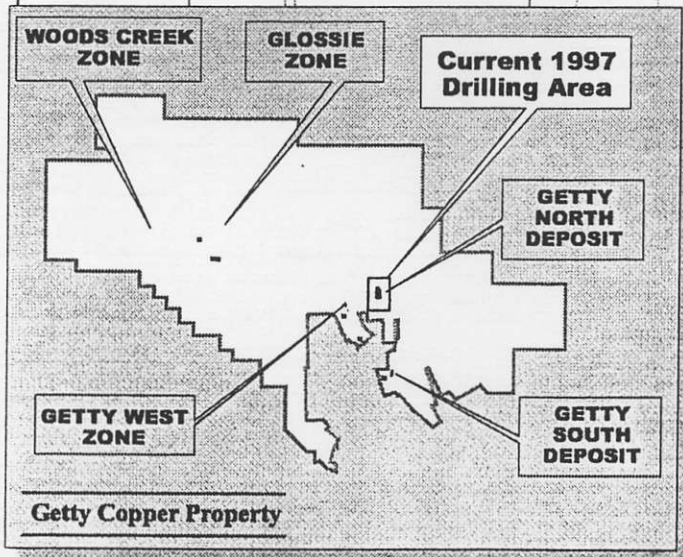 WOODS CREEK
ZONE
GLOSSIE
ZONE
Current 1997
Drilling Area
GETTY
NORTH
DEPOSIT
GETTY WEST
ZONE
GETTY
SOUTH
DEPOSIT
Getty Copper Property